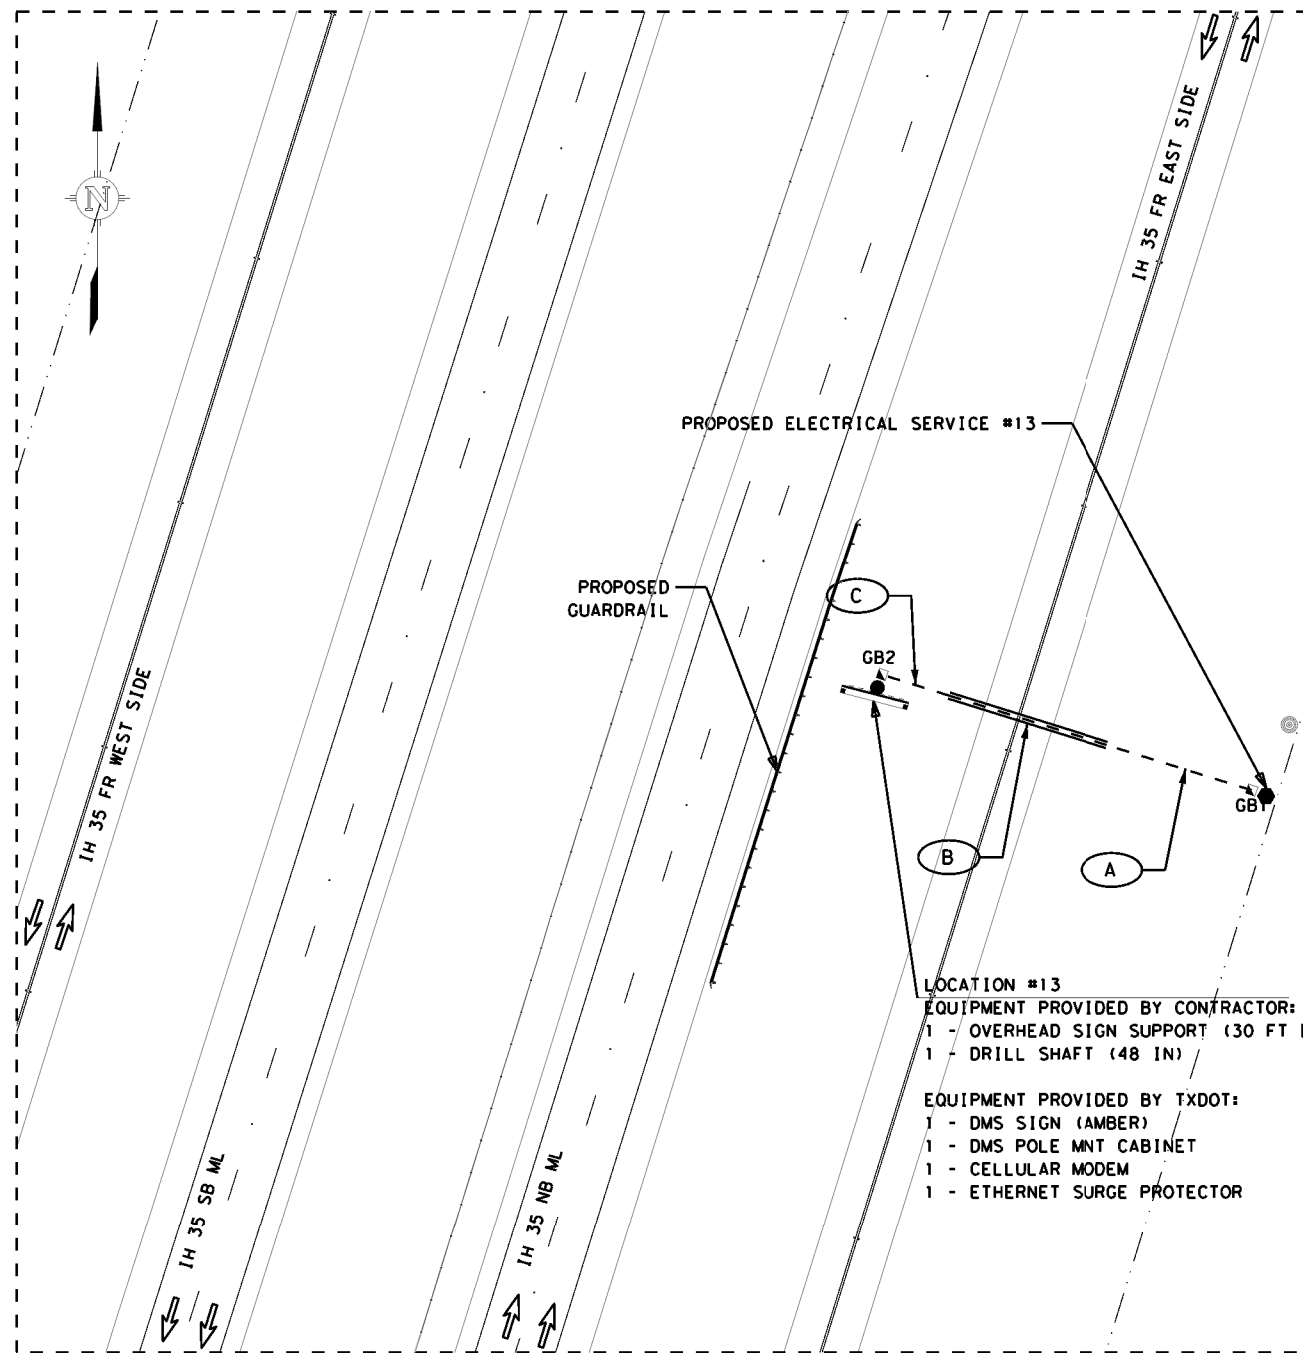 N
IH 35 FR EAST SIDE
PROPOSED ELECTRICAL SERVICE #13
PROPOSED
GUARDRAIL
C
GB2
IH 35 FR WEST SIDE
GB1
B
A
LOCATION #13
EQUIPMENT PROVIDED BY CONTRACTOR:
1 - OVERHEAD SIGN SUPPORT (30 FT
1 - DRILL SHAFT (48 IN)
EQUIPMENT PROVIDED BY TXDOT:
1 - DMS SIGN (AMBER)
1 - DMS POLE MNT CABINET
1 - CELLULAR MODEM
1 - ETHERNET SURGE PROTECTOR
IH 35 SB ML
IH 35 NB ML